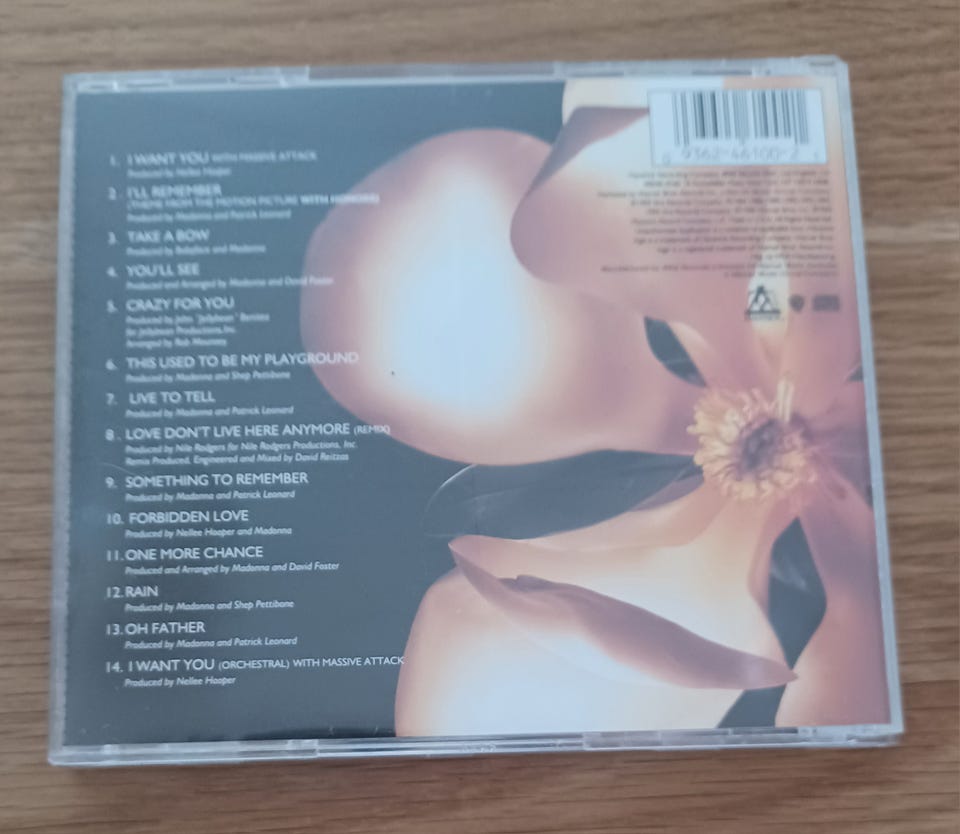 1. I WANT YOU WITH MASSIVE ATTACK
Produced by Nellee Hooper
2. I'LL REMEMBER
(THEME FROM THE MOTION PICTURE WITH HONORS)
Produced by Madonna and Patrick Leonard
3. TAKE A BOW
Produced by Babyface and Madonna
4. YOU'LL SEE
Produced and Arranged by Madonna and David Foster
5. CRAZY FOR YOU
Produced by John "Jellybean" Benitez
for Jellybean Productions, Inc.
Arranged by Rob Mounsey
6. THIS USED TO BE MY PLAYGROUND
Produced by Madonna and Shep Pettibone
7. LIVE TO TELL
Produced by Madonna and Patrick Leonard
8. LOVE DON'T LIVE HERE ANYMORE (REMIX)
Produced by Nile Rodgers for Nile Rodgers Productions, Inc.
Remix Produced, Engineered and Mixed by David Reitzas
9. SOMETHING TO REMEMBER
Produced by Madonna and Patrick Leonard
10. FORBIDDEN LOVE
Produced by Nellee Hooper and Madonna
11. ONE MORE CHANCE
Produced and Arranged by Madonna and David Foster
12. RAIN
Produced by Madonna and Shep Pettibone
13. OH FATHER
Produced by Madonna and Patrick Leonard
14. I WANT YOU (ORCHESTRAL) WITH MASSIVE ATTACK
Produced by Nellee Hooper
0 9362-46100-2